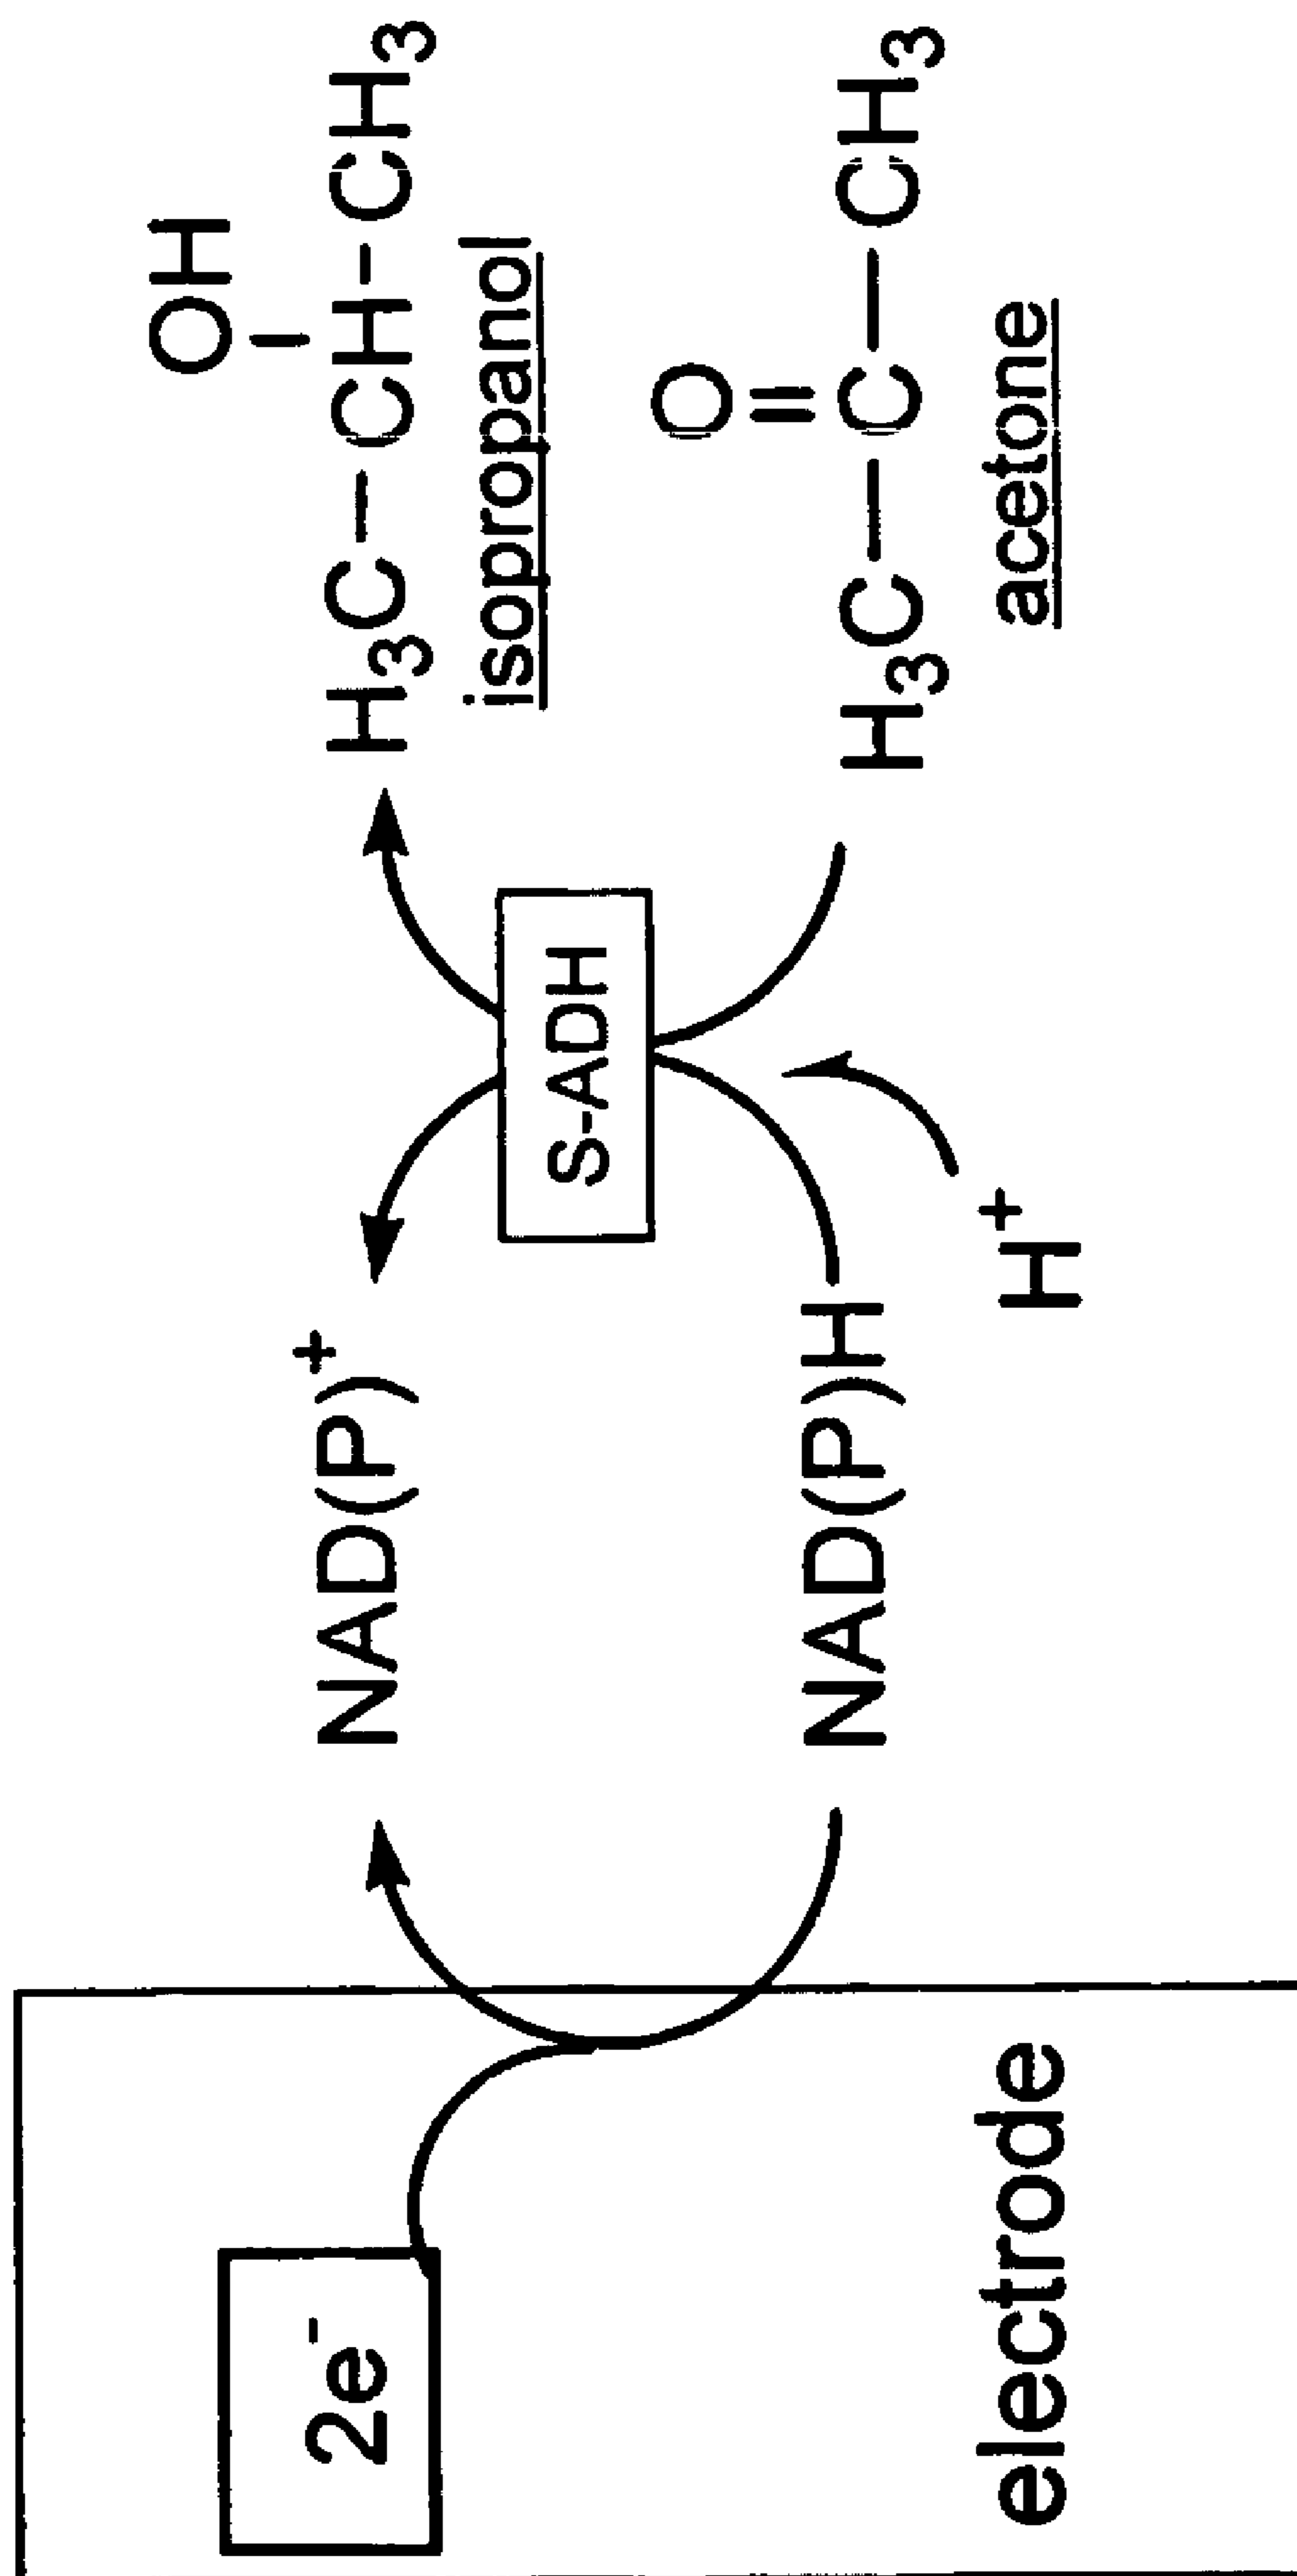 OH
H3C-CH-CH3
isopropanol
O
H3C-C-CH3
acetone
S-ADH
NAD(P)+
NAD(P)H
H+
2e-
electrode